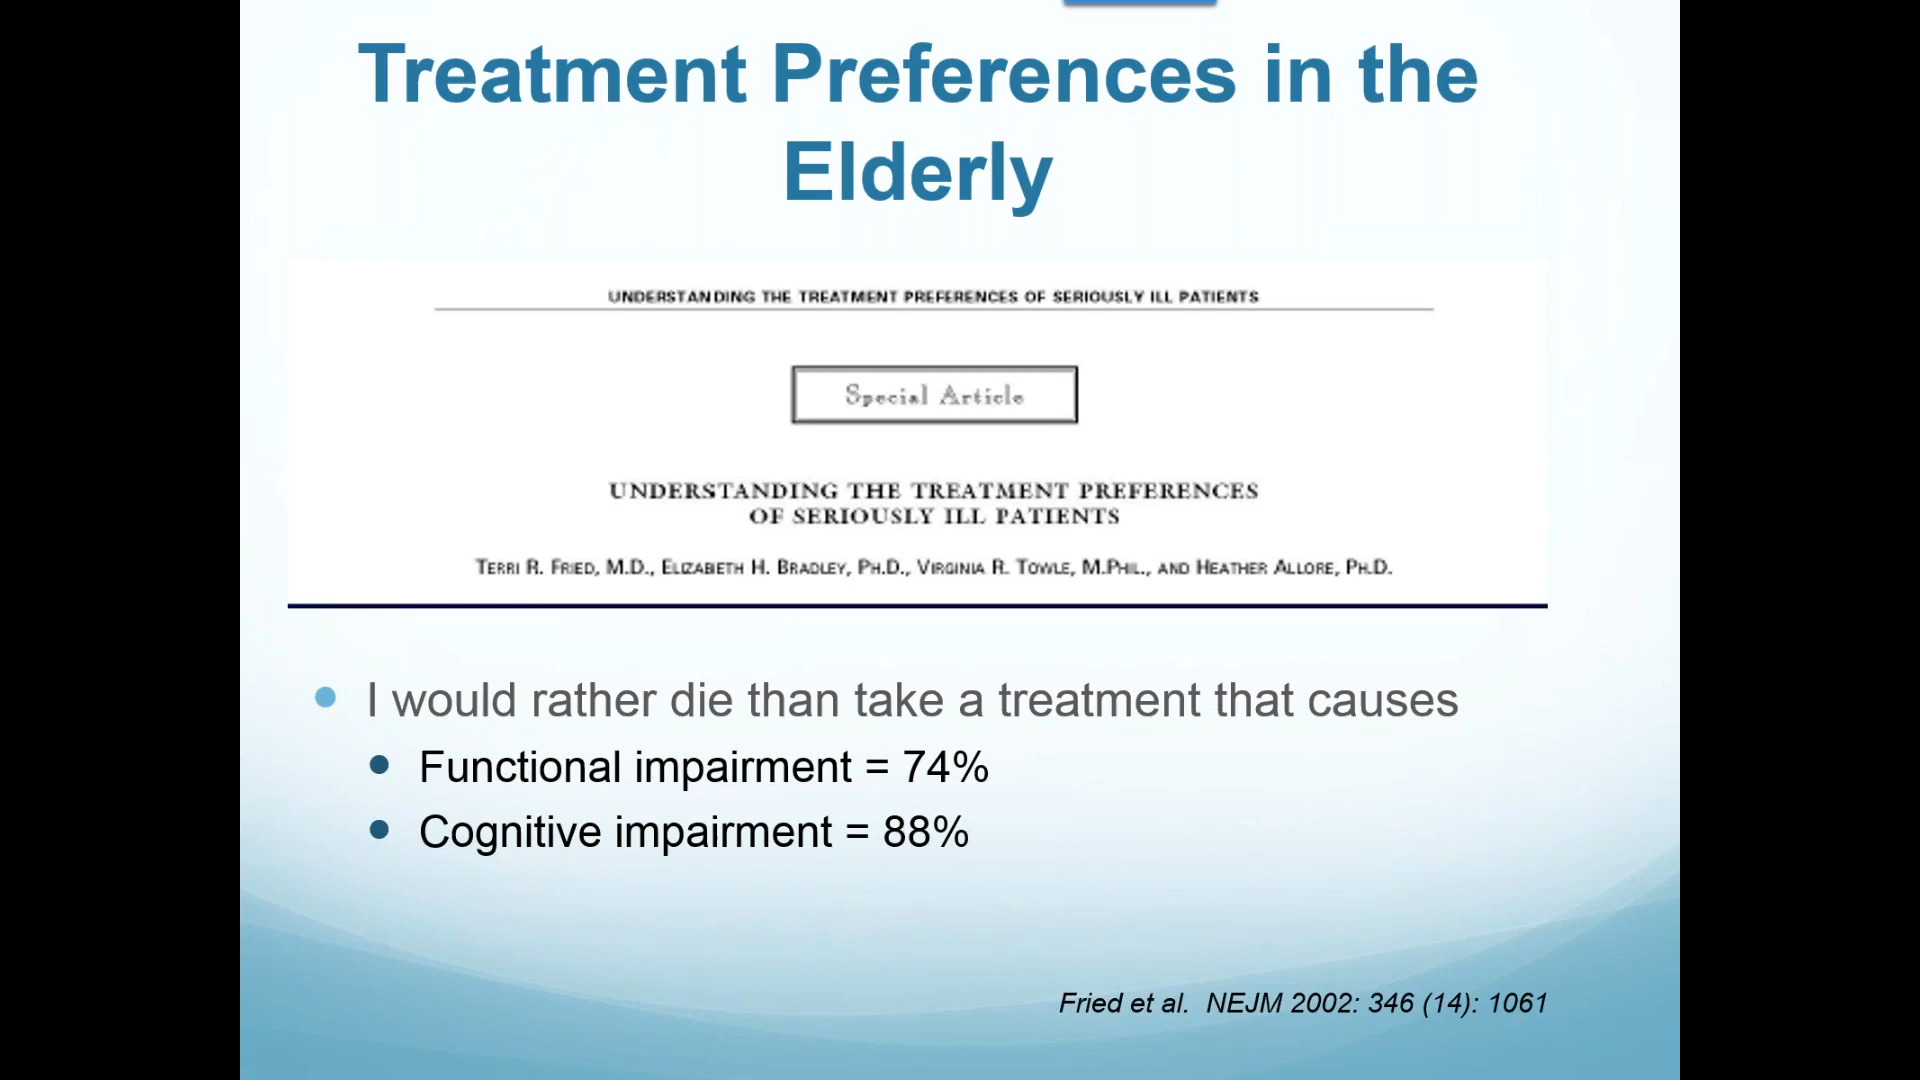 Treatment Preferences in the
Elderly
UNDERSTANDING THE TREATMENT PREFERENCES OF SERIOUSLY ILL PATIENTS
Special Article
UNDERSTANDING THE TREATMENT PREFERENCES
OF SERIOUSLY ILL PATIENTS
TERRI R. FRIED, M.D., ELIZABETH H. BRADLEY, PH.D., VIRGINIA R. TOWLE, M.PHIL., AND HEATHER ALLORE, PH.D.
• I would rather die than take a treatment that causes
• Functional impairment = 74%
• Cognitive impairment = 88%
Fried et al. NEJM 2002: 346 (14): 1061